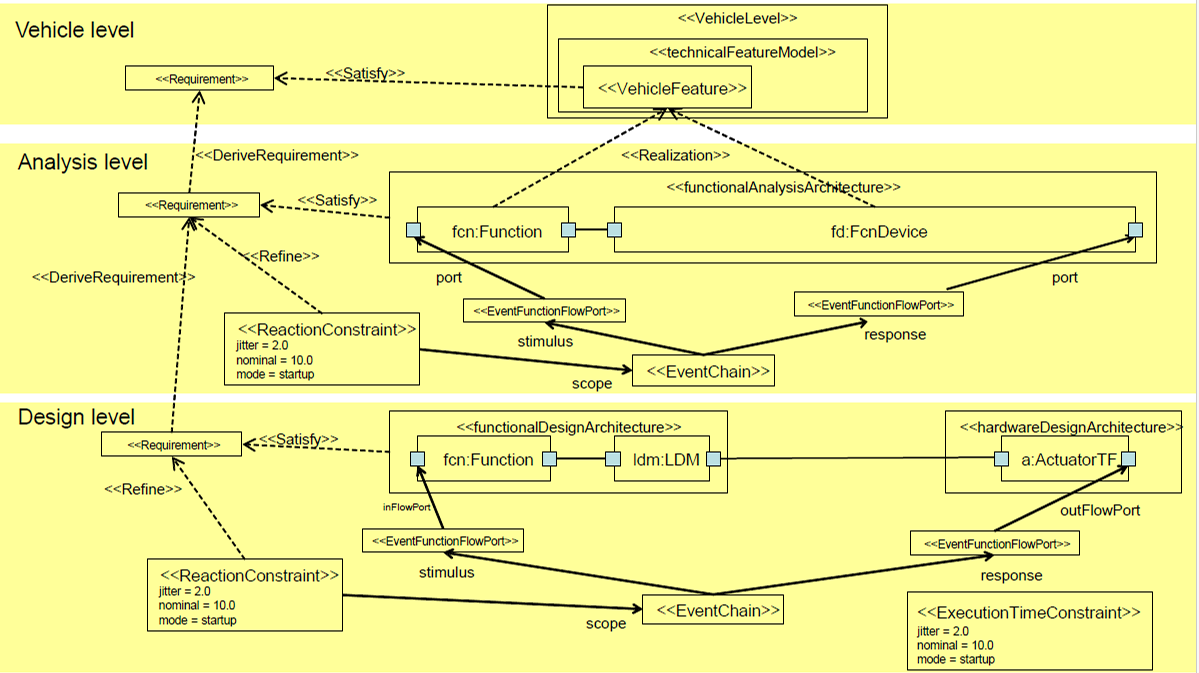 Vehicle level
<<VehicleLevel>>
<<technicalFeatureModel>>
<<Requirement>>
<<Satisfy>>
<<VehicleFeature>>
Analysis level
<<DeriveRequirement>>
<<Realization>>
<<functionalAnalysisArchitecture>>
<<Requirement>>
<<Satisfy>>
fcn:Function
fd:FcnDevice
<<Refine>>
<<DeriveRequirement>>
port
port
<<EventFunctionFlowPort>>
<<EventFunctionFlowPort>>
<<ReactionConstraint>>
jitter = 2.0
nominal = 10.0
mode = startup
stimulus
response
scope
<<EventChain>>
Design level
<<functionalDesignArchitecture>>
<<hardwareDesignArchitecture>>
<<Requirement>>
<<Satisfy>>
fcn:Function
ldm:LDM
a:ActuatorTF
<<Refine>>
inFlowPort
outFlowPort
<<EventFunctionFlowPort>>
<<EventFunctionFlowPort>>
stimulus
response
<<ReactionConstraint>>
jitter = 2.0
nominal = 10.0
mode = startup
scope
<<EventChain>>
<<ExecutionTimeConstraint>>
jitter = 2.0
nominal = 10.0
mode = startup